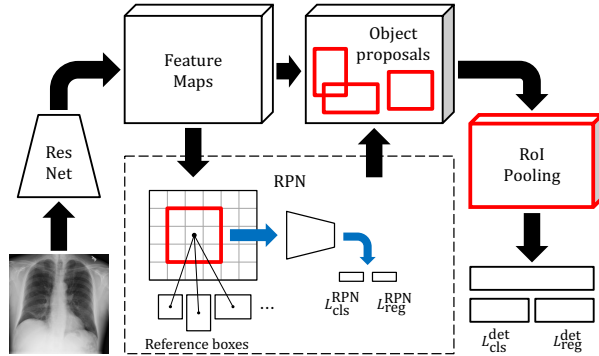 Feature
Maps
Object
proposals
Res
Net
RPN
RoI
Pooling
...
L_cls^RPN L_reg^RPN
Reference boxes
L_cls^det L_reg^det